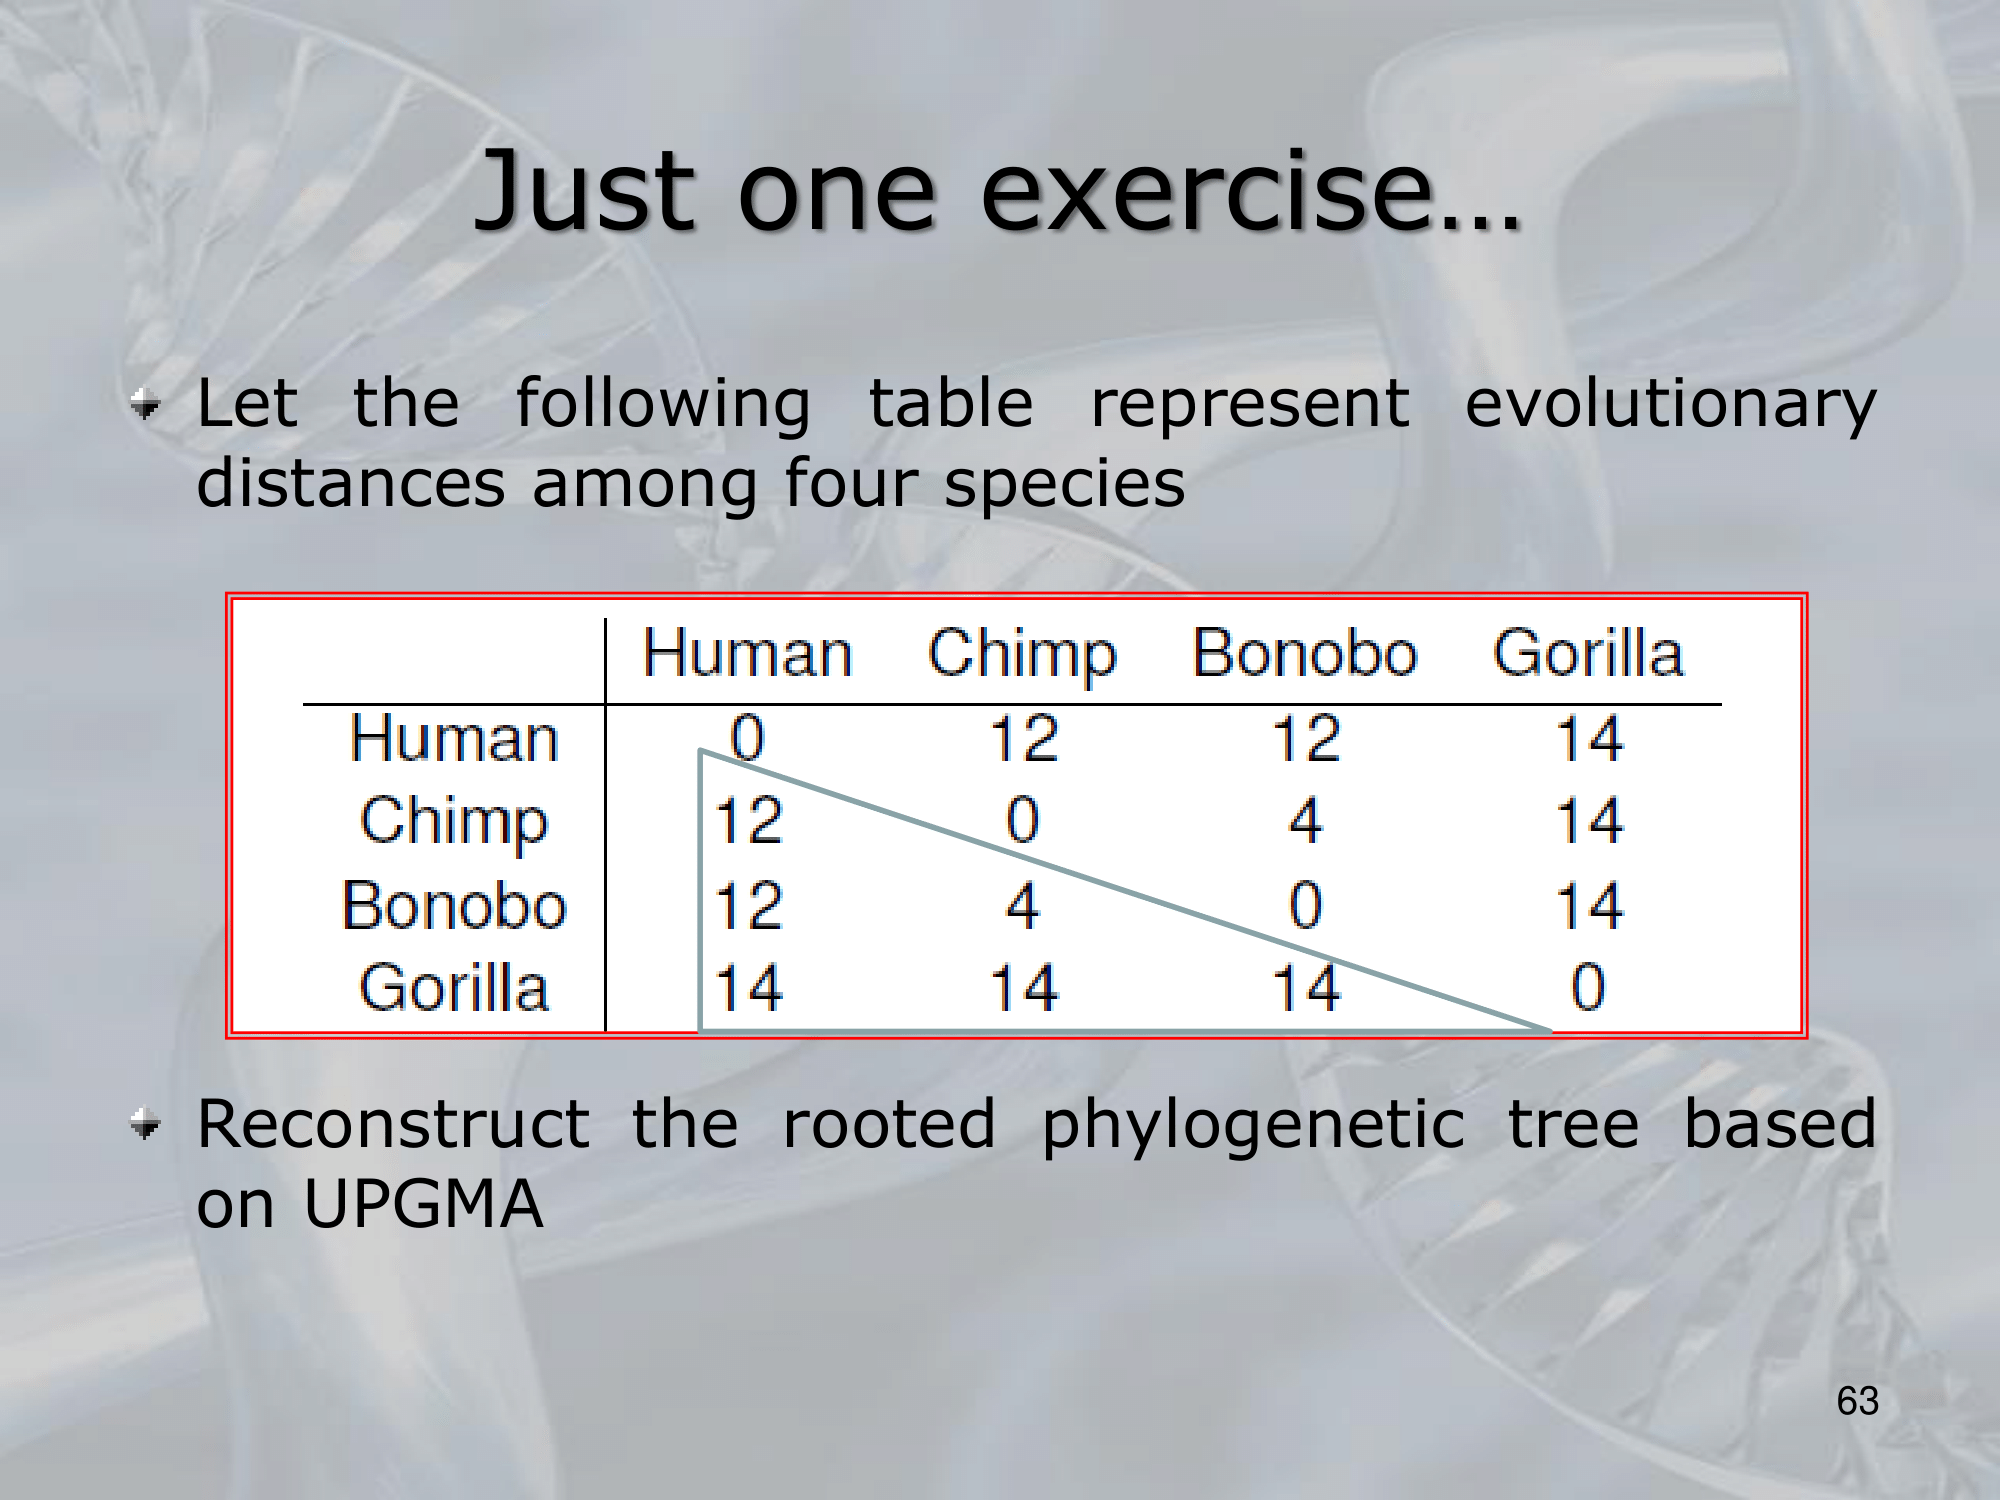 Just one exercise…
Let the following table represent evolutionary
distances among four species
Human Chimp Bonobo Gorilla
Human 0 12 12 14
Chimp 12 0 4 14
Bonobo 12 4 0 14
Gorilla 14 14 14 0
Reconstruct the rooted phylogenetic tree based
on UPGMA
63